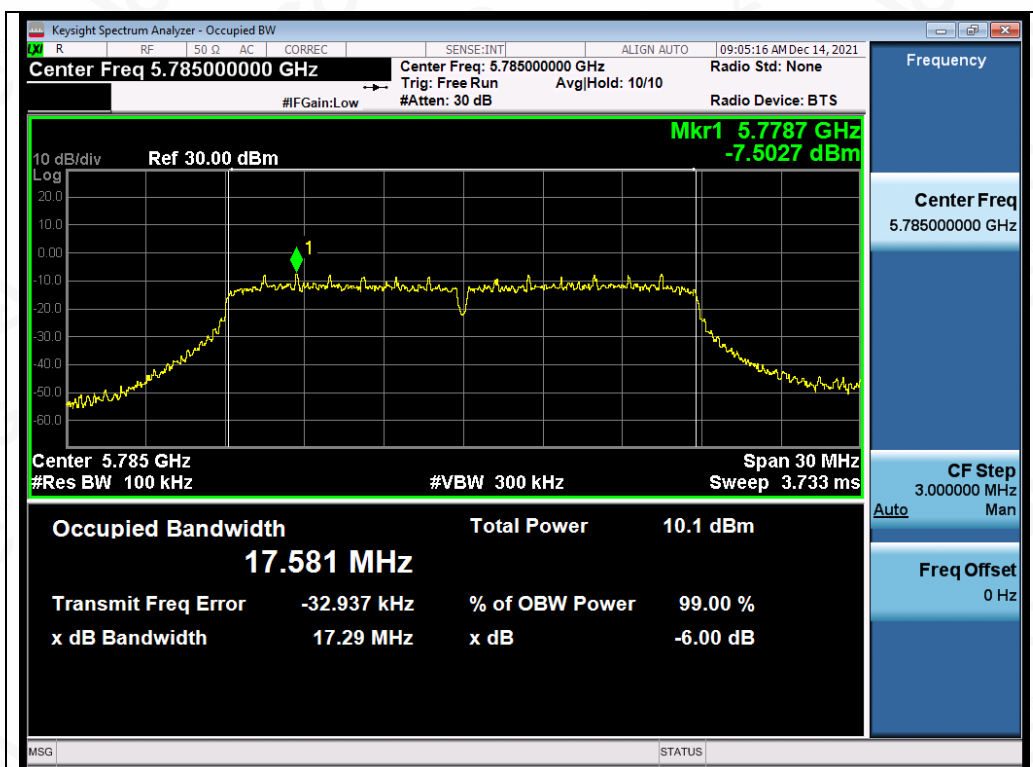 Keysight Spectrum Analyzer - Occupied BW
LXI R RF 50 Ω AC CORREC SENSE:INT ALIGN AUTO 09:05:16 AM Dec 14, 2021
Center Freq 5.785000000 GHz
Center Freq: 5.785000000 GHz
Radio Std: None
Trig: Free Run Avg|Hold: 10/10
#IFGain:Low #Atten: 30 dB Radio Device: BTS
Mkr1 5.7787 GHz
-7.5027 dBm
10 dB/div Ref 30.00 dBm
Log
20.0
10.0
0.00
-10.0
-20.0
-30.0
-40.0
-50.0
-60.0
1
Center 5.785 GHz Span 30 MHz
#Res BW 100 kHz #VBW 300 kHz Sweep 3.733 ms
Occupied Bandwidth Total Power 10.1 dBm
17.581 MHz
Transmit Freq Error -32.937 kHz % of OBW Power 99.00 %
x dB Bandwidth 17.29 MHz x dB -6.00 dB
MSG STATUS
Frequency
Center Freq
5.785000000 GHz
CF Step
3.000000 MHz
Auto Man
Freq Offset
0 Hz